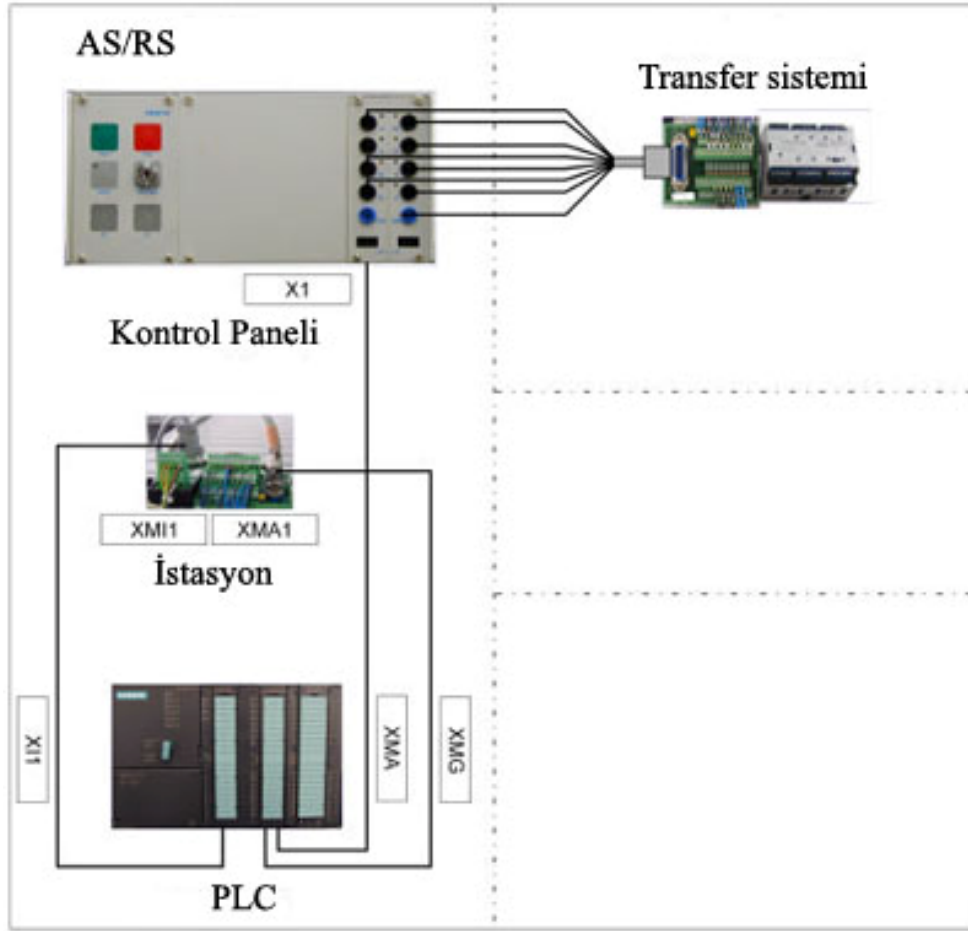 AS/RS
Transfer sistemi
X1
Kontrol Paneli
XMI1
XMA1
İstasyon
XI1
XMA
XMG
PLC